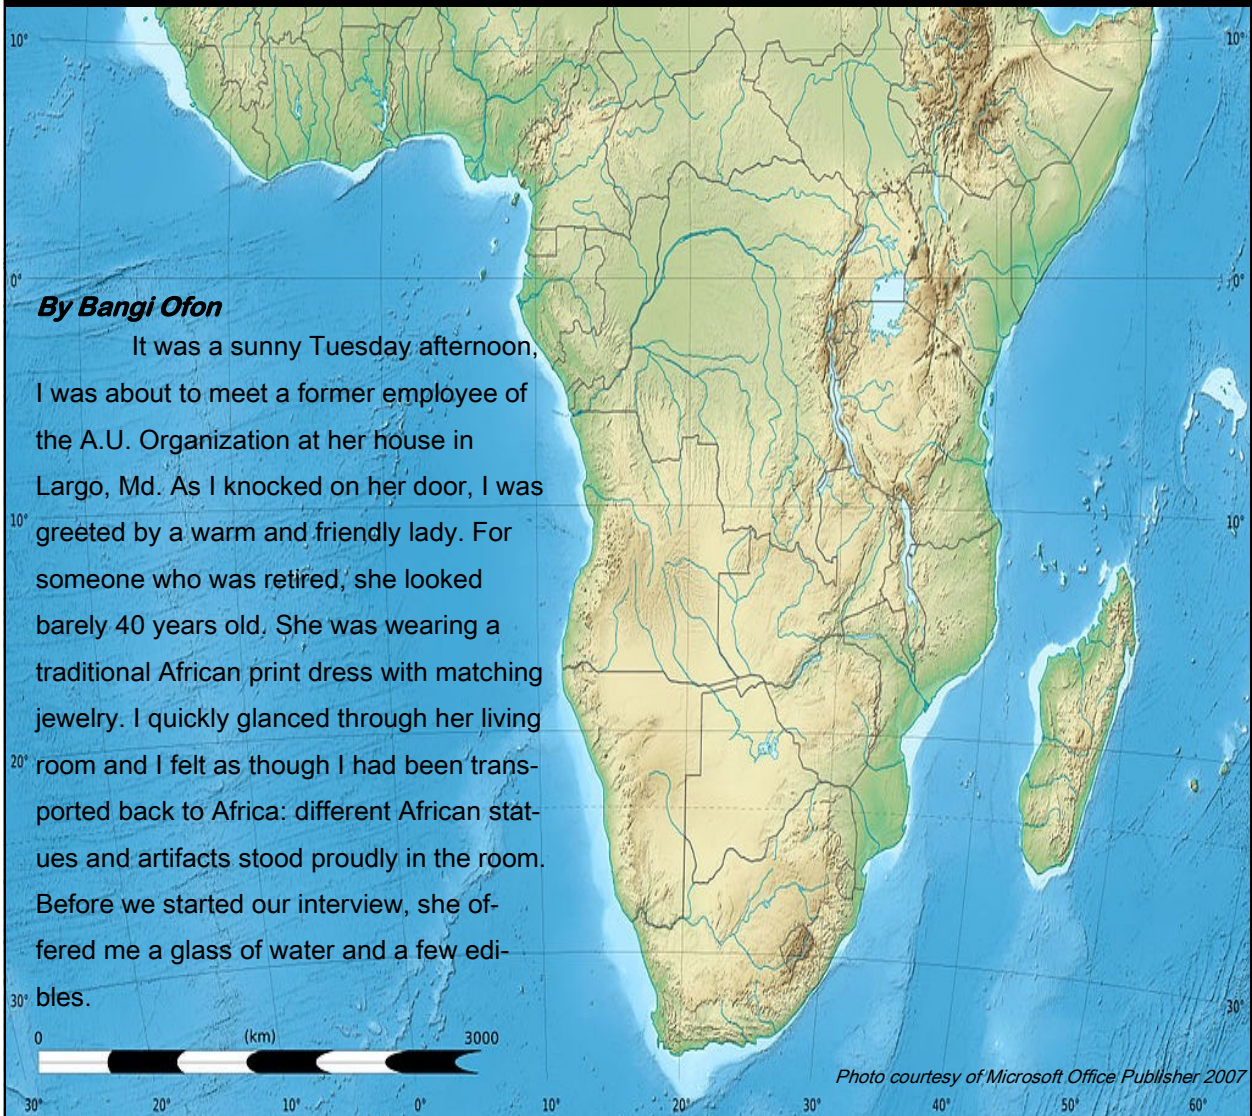 10°
10°
0°
0°
By Bangi Ofon
It was a sunny Tuesday afternoon,
I was about to meet a former employee of
the A.U. Organization at her house in
Largo, Md. As I knocked on her door, I was
10°
10°
greeted by a warm and friendly lady. For
someone who was retired, she looked
barely 40 years old. She was wearing a
traditional African print dress with matching
jewelry. I quickly glanced through her living
20°
room and I felt as though I had been trans-
ported back to Africa: different African stat-
ues and artifacts stood proudly in the room.
Before we started our interview, she of-
fered me a glass of water and a few edi-
bles.
30°
30°
0 (km) 3000
Photo courtesy of Microsoft Office Publisher 2007
30° 20° 10° 0° 10° 20° 30° 40° 50° 60°